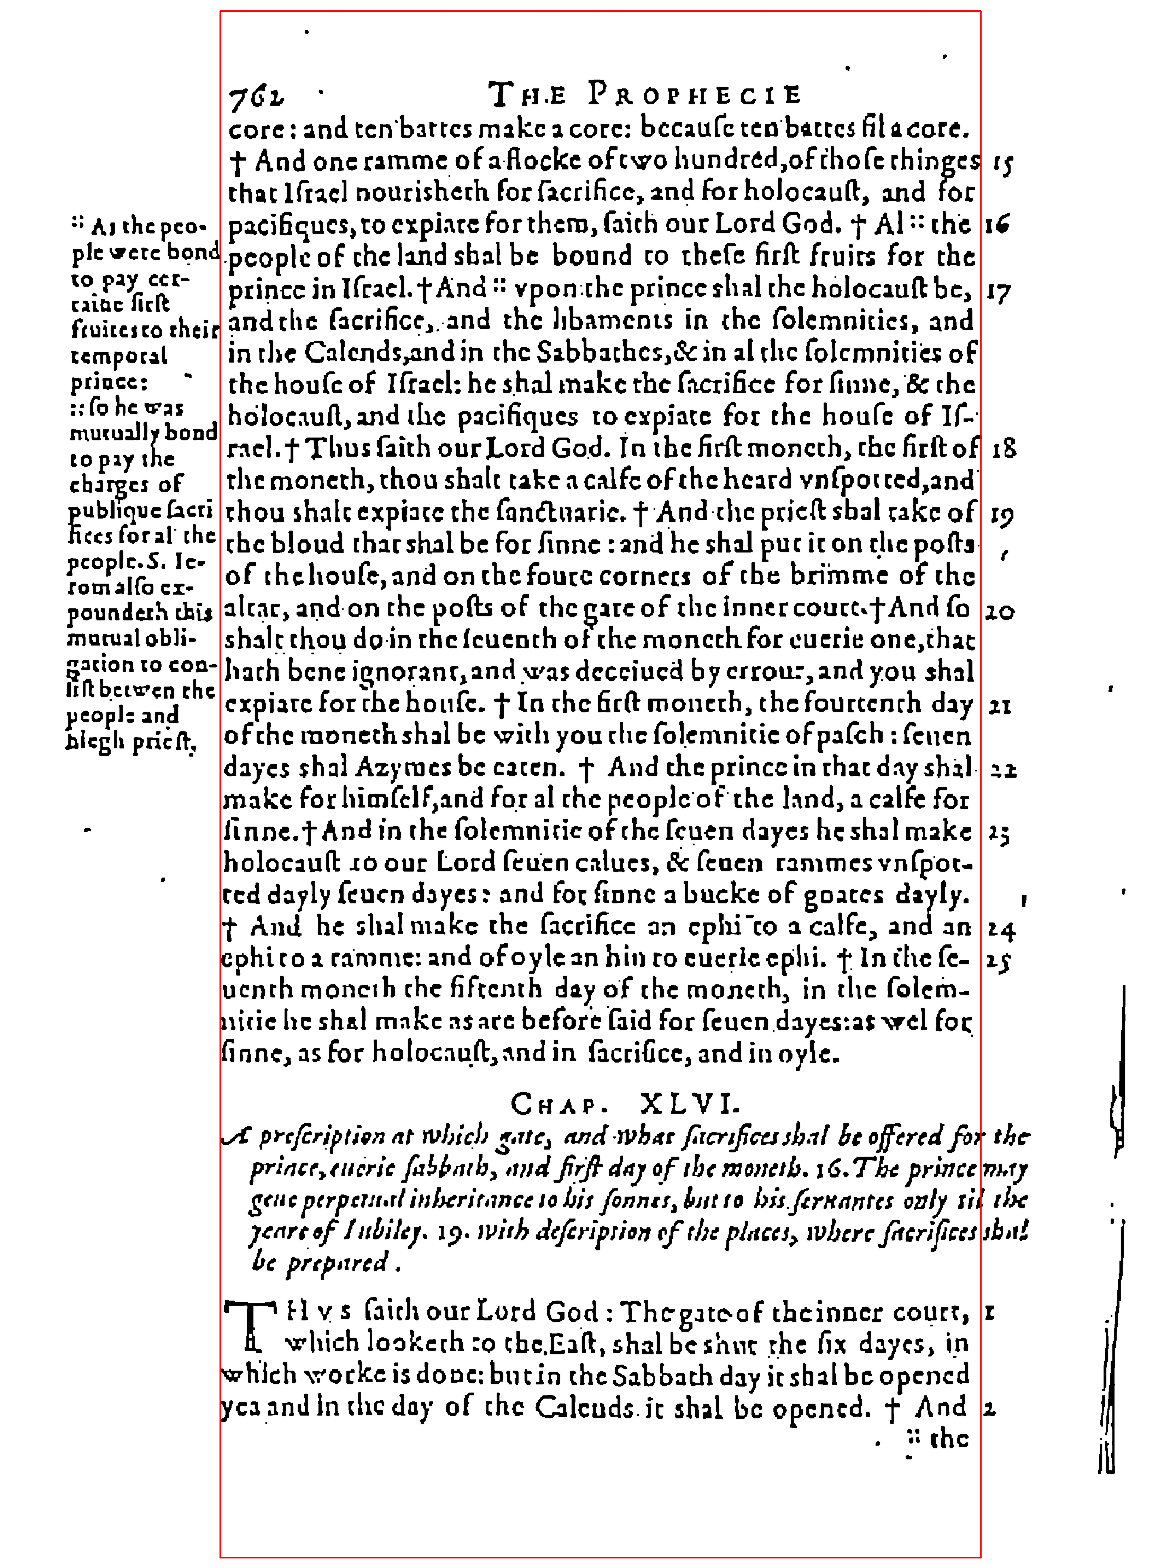 762 THE PROPHECIE
core: and ten battes make a core: becauſe ten battes fil a core.
† And one ramme of a flocke of two hundred, of thoſe thinges 15
that Iſrael nouriſheth for ſacrifice, and for holocauſt, and for
pacifiques, to expiate for them, ſaith our Lord God. † Al :: the 16
people of the land shal be bound to theſe firſt fruits for the
prince in Iſrael. † And :: vpon the prince shal the holocauſt be, 17
and the ſacrifice, and the libaments in the ſolemnities, and
in the Calends, and in the Sabbathes, & in al the ſolemnities of
the houſe of Iſrael: he shal make the ſacrifice for ſinne, & the
holocauſt, and the pacifiques to expiate for the houſe of Iſ-
rael. † Thus ſaith our Lord God. In the firſt moneth, the firſt of 18
the moneth, thou shalt take a calfe of the heard vnſpotted, and
thou shalt expiate the ſanctuarie. † And the prieſt shal take of 19
the bloud that shal be for ſinne: and he shal put it on the poſts
of the houſe, and on the foure corners of the brimme of the
altar, and on the poſts of the gate of the inner court. † And ſo 20
shalt thou do in the ſeuenth of the moneth for euerie one, that
hath bene ignorant, and was deceiued by errour, and you shal
expiate for the houſe. † In the firſt moneth, the fourtenth day 21
of the moneth shal be with you the ſolemnitie of paſch: ſeuen
dayes shal Azymes be eaten. † And the prince in that day shal 22
make for himſelf, and for al the people of the land, a calfe for
ſinne. † And in the ſolemnitie of the ſeuen dayes he shal make 23
holocauſt to our Lord ſeuen calues, & ſeuen rammes vnſpot-
ted dayly ſeuen dayes: and for ſinne a bucke of goates dayly.
† And he shal make the ſacrifice an ephi to a calfe, and an 24
ephi to a ramme: and of oyle an hin to euerie ephi. † In the ſe- 25
uenth moneth the fiftenth day of the moneth, in the ſolem-
nitie he shal make as are before ſaid for ſeuen dayes: as wel for
ſinne, as for holocauſt, and in ſacrifice, and in oyle.
:: As the peo-
ple were bond
to pay cer-
taine firſt
fruites to their
temporal
prince:
:: ſo he was
mutually bond
to pay the
charges of
publique ſacri
fices for al the
people. S. Ie-
rom alſo ex-
poundeth this
mutual obli-
gation to con-
ſiſt betwen the
people and
hiegh prieſt.
CHAP. XLVI.
A preſcription at which gate, and what ſacrifices shal be offered for the
prince, euerie ſabbath, and firſt day of the moneth. 16. The prince may
geue perpetual inheritance to his ſonnes, but to his ſeruantes only til the
yeare of Iubiley. 19. With deſcription of the places, where ſacrifices shal
be prepared.
THVS ſaith our Lord God: The gate of the inner court, 1
which looketh to the Eaſt, shal be shut the ſix dayes, in
which worke is done: but in the Sabbath day it shal be opened
yea and in the day of the Calends it shal be opened. † And 2
:: the